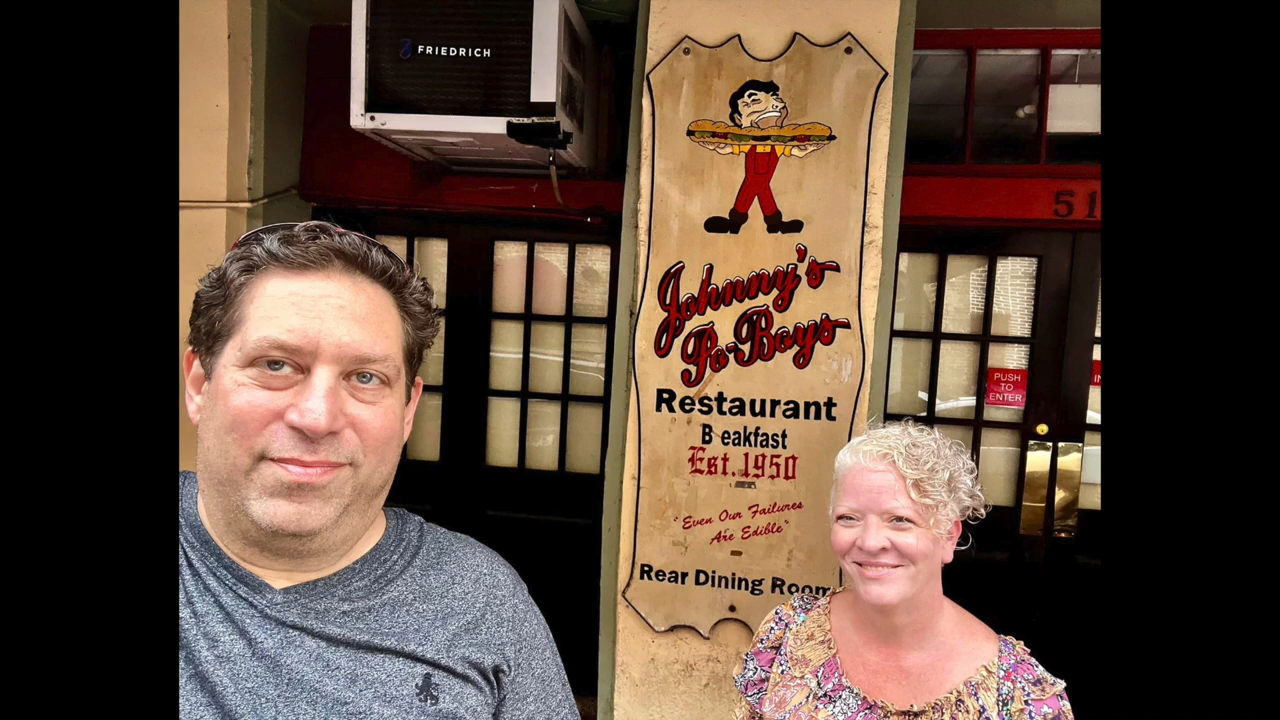 FRIEDRICH
Johnny's
Po-Boys
Restaurant
B eakfast
Est. 1950
"Even Our Failures
Are Edible"
Rear Dining Room
51
PUSH
TO
ENTER